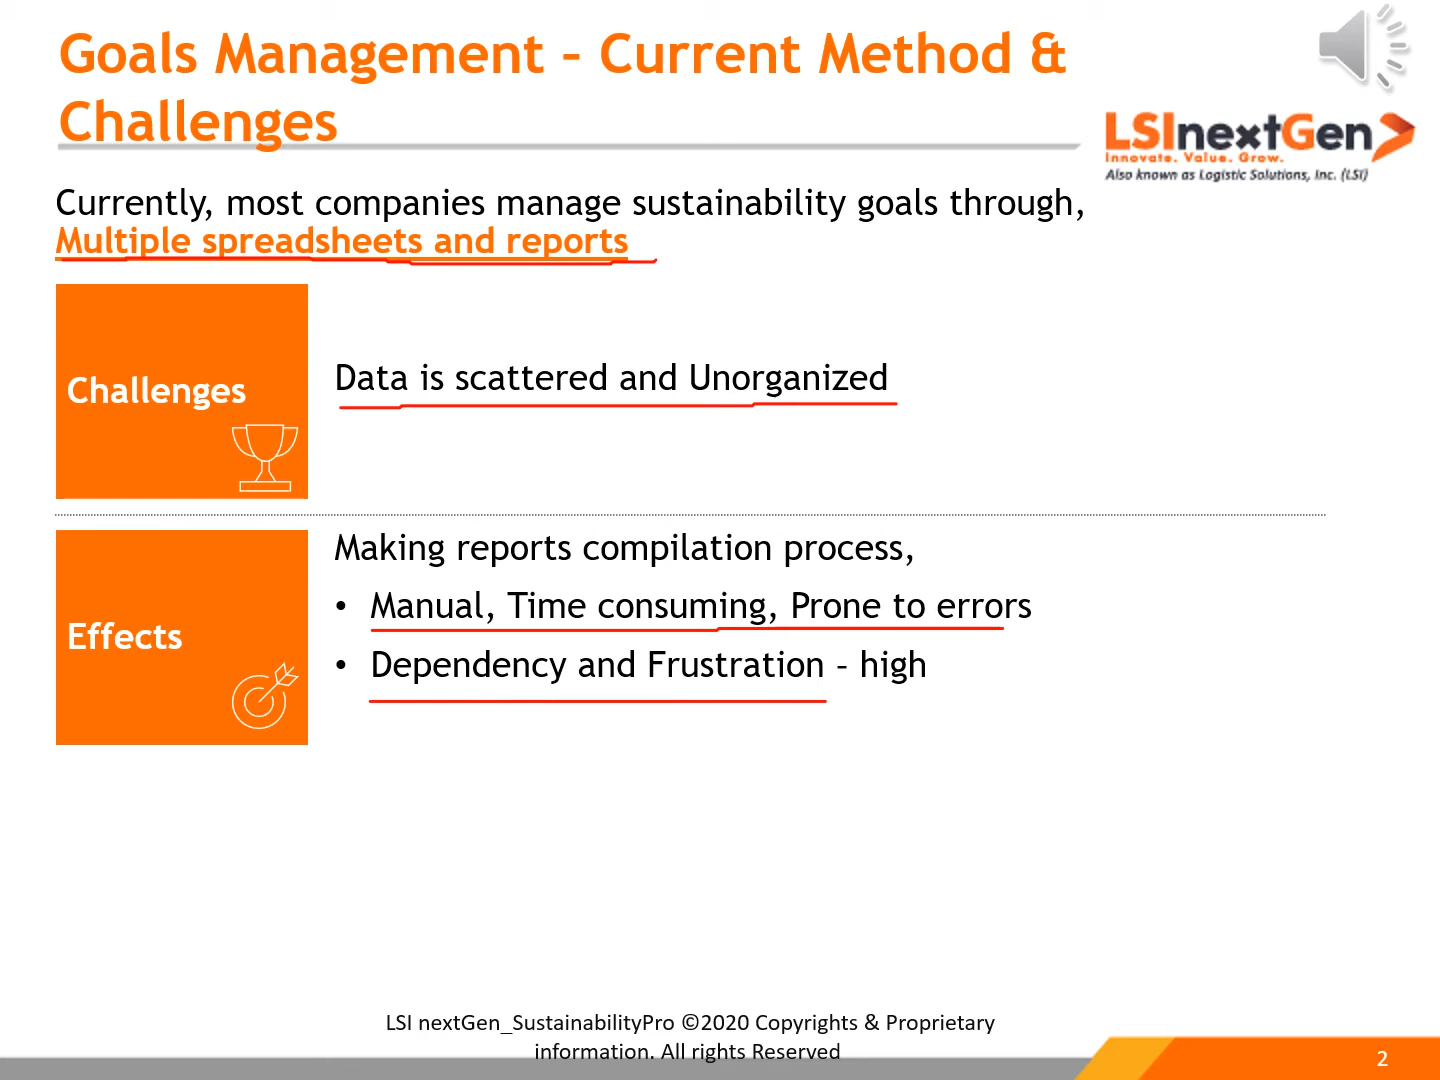 Goals Management – Current Method &
Challenges
LSInextGen
Innovate. Value. Grow.
Also known as Logistic Solutions, Inc. (LSI)
Currently, most companies manage sustainability goals through,
Multiple spreadsheets and reports
Challenges
Data is scattered and Unorganized
Effects
Making reports compilation process,
• Manual, Time consuming, Prone to errors
• Dependency and Frustration – high
LSI nextGen_SustainabilityPro ©2020 Copyrights & Proprietary
information. All rights Reserved
2